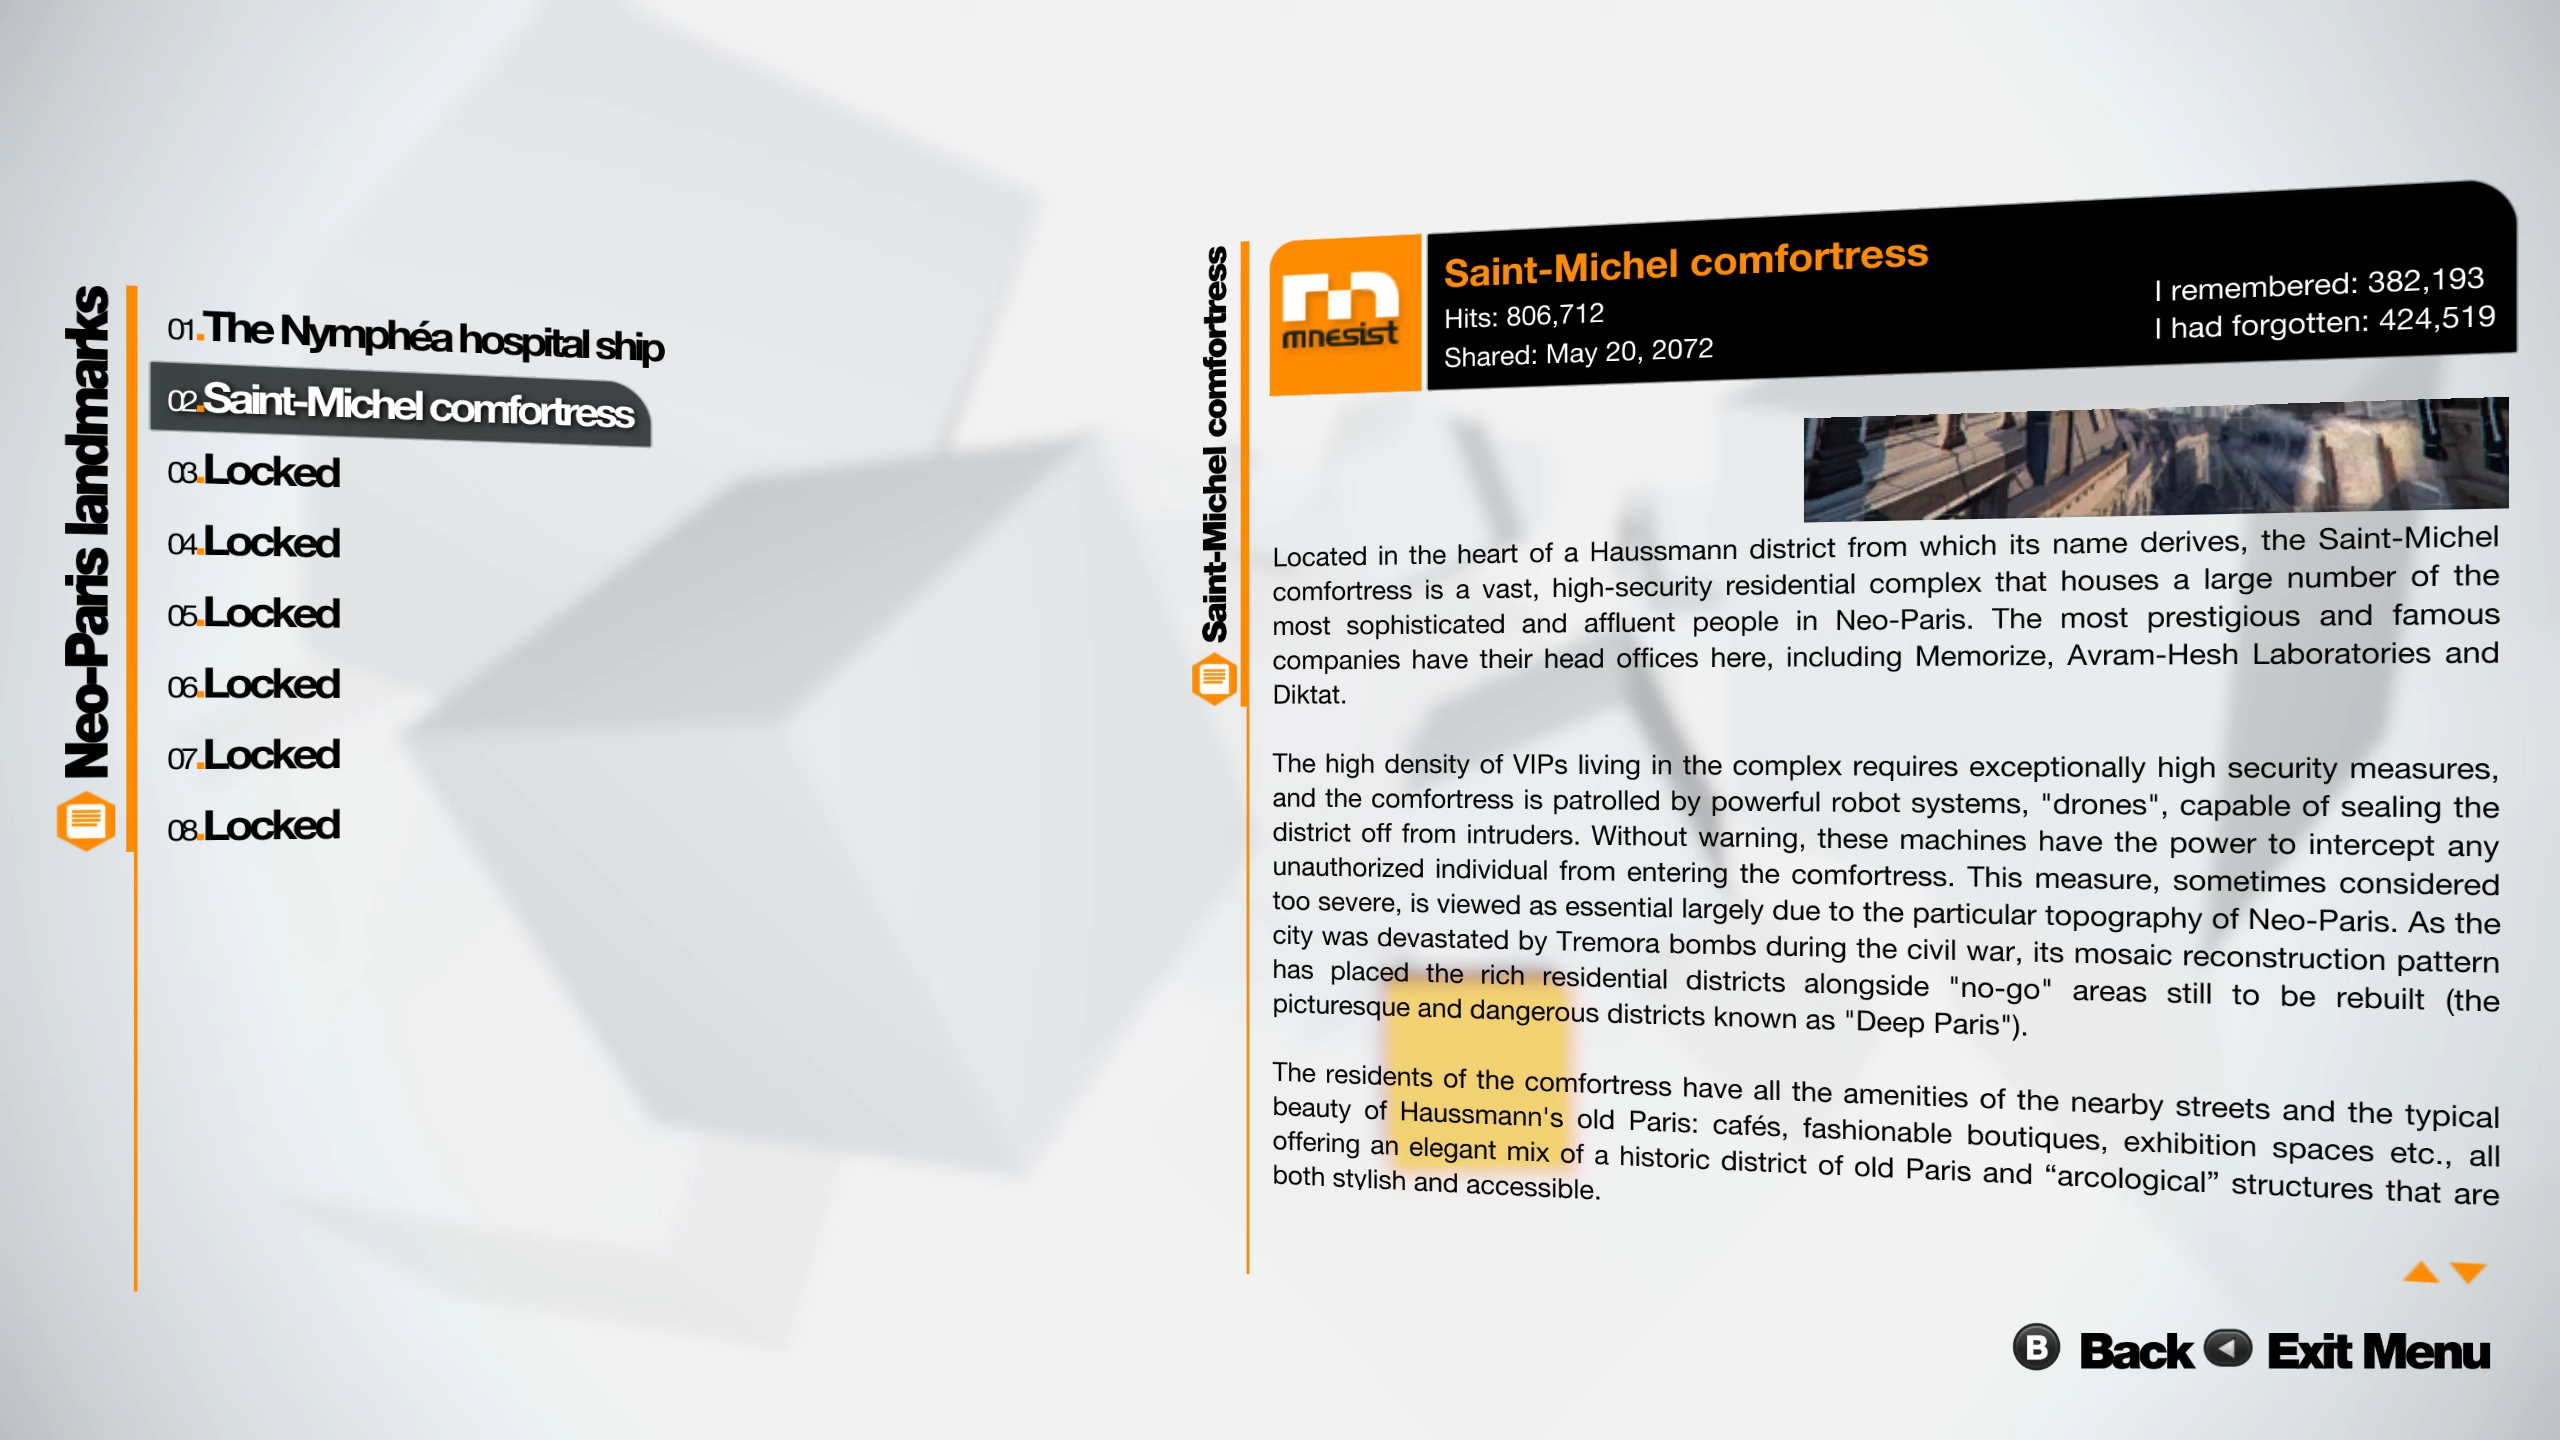 Neo-Paris landmarks
01.The Nymphéa hospital ship
02.Saint-Michel comfortress
03.Locked
04.Locked
05.Locked
06.Locked
07.Locked
08.Locked
Saint-Michel comfortress
mnesist
Saint-Michel comfortress
Hits: 806,712
Shared: May 20, 2072
I remembered: 382,193
I had forgotten: 424,519
Located in the heart of a Haussmann district from which its name derives, the Saint-Michel
comfortress is a vast, high-security residential complex that houses a large number of the
most sophisticated and affluent people in Neo-Paris. The most prestigious and famous
companies have their head offices here, including Memorize, Avram-Hesh Laboratories and
Diktat.
The high density of VIPs living in the complex requires exceptionally high security measures,
and the comfortress is patrolled by powerful robot systems, "drones", capable of sealing the
district off from intruders. Without warning, these machines have the power to intercept any
unauthorized individual from entering the comfortress. This measure, sometimes considered
too severe, is viewed as essential largely due to the particular topography of Neo-Paris. As the
city was devastated by Tremora bombs during the civil war, its mosaic reconstruction pattern
has placed the rich residential districts alongside "no-go" areas still to be rebuilt (the
picturesque and dangerous districts known as "Deep Paris").
The residents of the comfortress have all the amenities of the nearby streets and the typical
beauty of Haussmann's old Paris: cafés, fashionable boutiques, exhibition spaces etc., all
offering an elegant mix of a historic district of old Paris and “arcological” structures that are
both stylish and accessible.
B Back Exit Menu